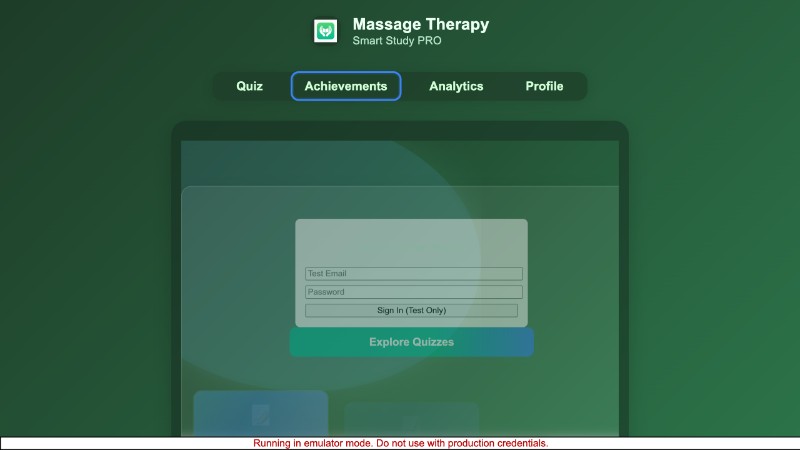 Massage Therapy
Smart Study PRO
Quiz
Achievements
Analytics
Profile
Test Email
Password
Sign In (Test Only)
Explore Quizzes
Running in emulator mode. Do not use with production credentials.